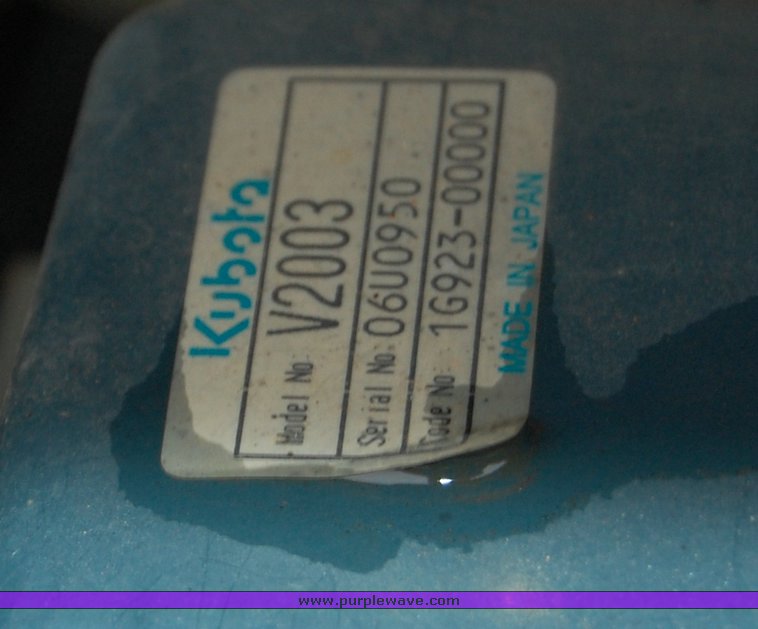 Kubota
Model No. V2003
Serial No. 06U0950
Code No. 1G923-00000
MADE IN JAPAN
www.purplewave.com